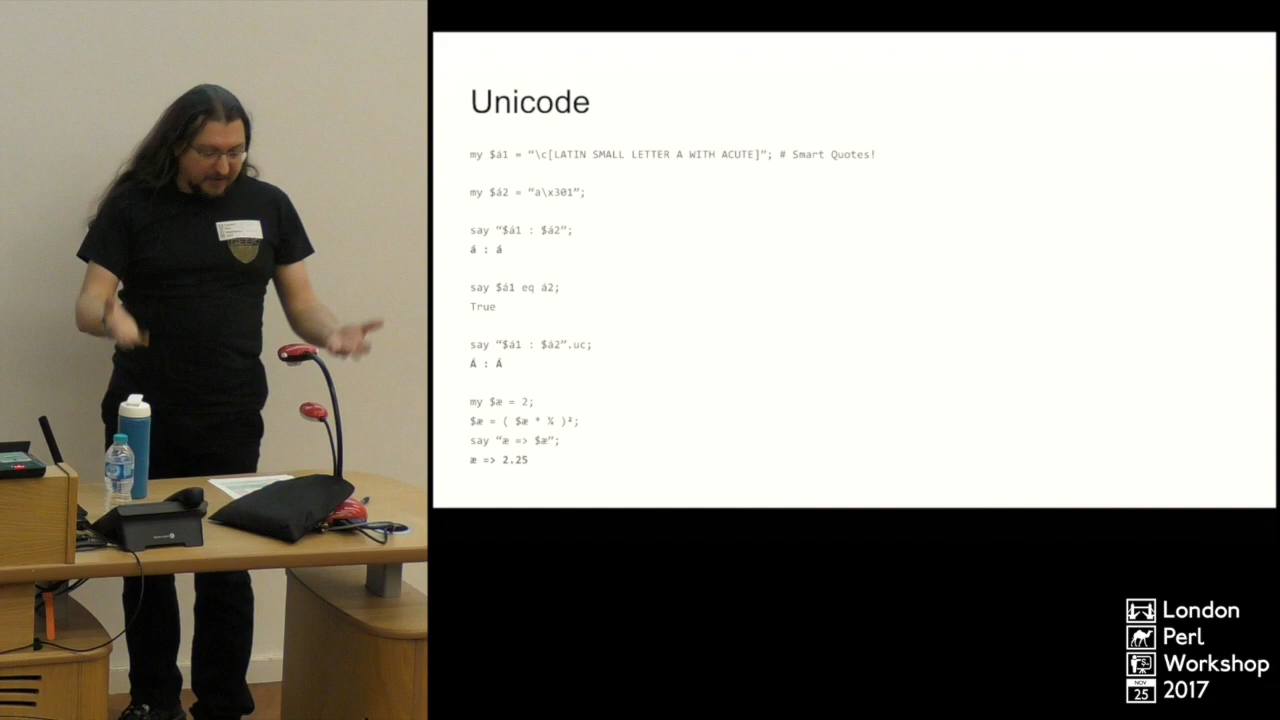 Unicode
my $á1 = “\c[LATIN SMALL LETTER A WITH ACUTE]”; # Smart Quotes!
my $á2 = “a\x301”;
say “$á1 : $á2”;
á : á
say $á1 eq á2;
True
say “$á1 : $á2”.uc;
Á : Á
my $æ = 2;
$æ = ( $æ * ¾ )²;
say “æ => $æ”;
æ => 2.25
GEEK
London
Perl
Workshop
NOV
25 2017